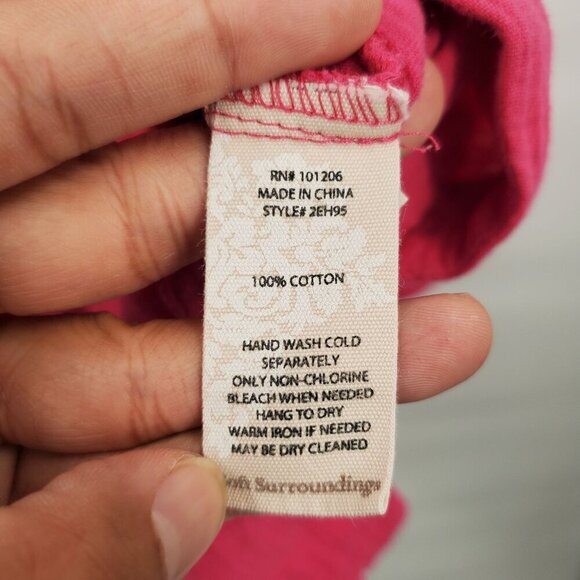 RN# 101206
MADE IN CHINA
STYLE# 2EH95
100% COTTON
HAND WASH COLD
SEPARATELY
ONLY NON-CHLORINE
BLEACH WHEN NEEDED
HANG TO DRY
WARM IRON IF NEEDED
MAY BE DRY CLEANED
oft Surroundings